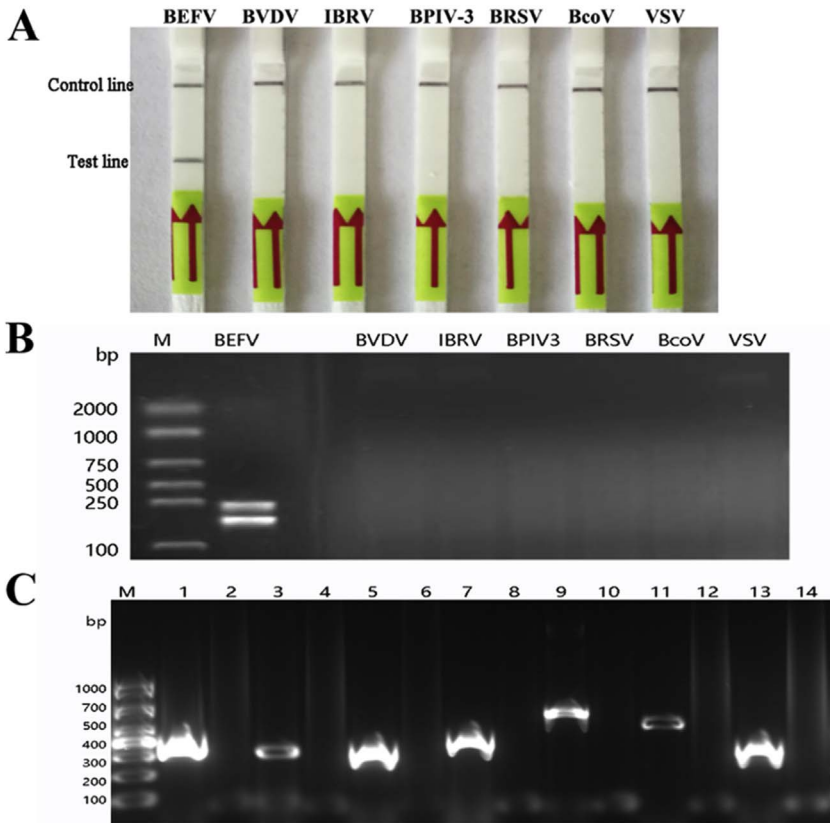 A
BEFV BVDV IBRV BPIV-3 BRSV BcoV VSV
Control line
Test line
B
M BEFV BVDV IBRV BPIV3 BRSV BcoV VSV
bp
2000
1000
750
500
250
100
C
M 1 2 3 4 5 6 7 8 9 10 11 12 13 14
bp
1000
700
500
400
300
200
100